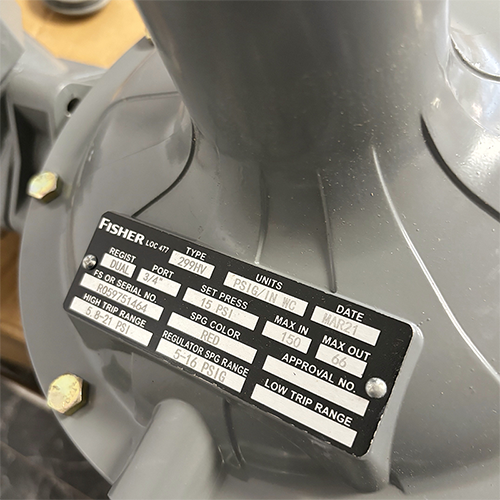 FISHER LOC 477 TYPE UNITS DATE
299HV PSIG/IN WC MAR21
REGIST PORT SET PRESS MAX IN MAX OUT
DUAL 3/4" 15 PSI 150 66
FS OR SERIAL NO. SPG COLOR APPROVAL NO.
R059751464 RED
HIGH TRIP RANGE REGULATOR SPG RANGE LOW TRIP RANGE
5.8-21 PSI 5-16 PSIG